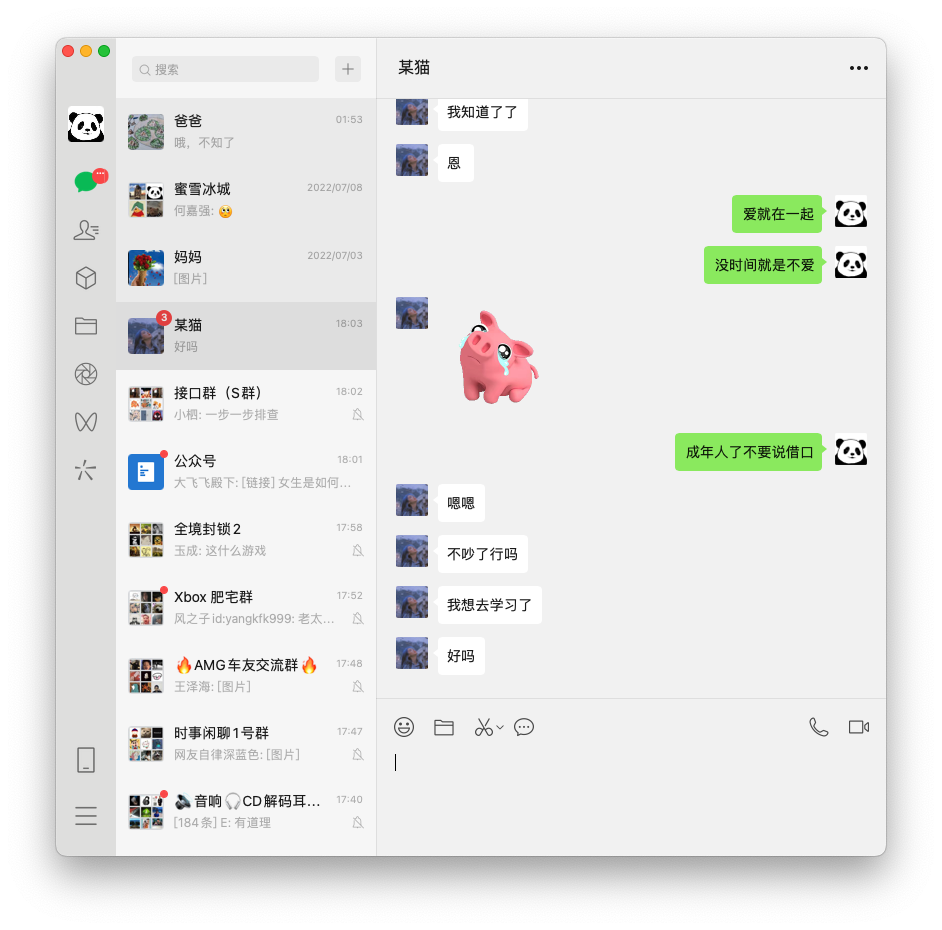 搜索
爸爸
01:53
哦，不知了
蜜雪冰城
2022/07/08
何嘉强: 🥺
妈妈
2022/07/03
[图片]
3
某猫
18:03
好吗
接口群（S群）
18:02
小栖: 一步一步排查
公众号
18:01
大飞飞殿下: [链接] 女生是如何...
全境封锁2
17:58
玉成: 这什么游戏
Xbox 肥宅群
17:52
风之子id:yangkfk999: 老太...
🔥AMG车友交流群🔥
17:48
王泽海: [图片]
时事闲聊1号群
17:47
网友自律深蓝色: [图片]
🔊音响🎧CD解码耳...
17:40
[184条] E: 有道理
某猫
我知道了了
恩
爱就在一起
没时间就是不爱
成年人了不要说借口
嗯嗯
不吵了行吗
我想去学习了
好吗